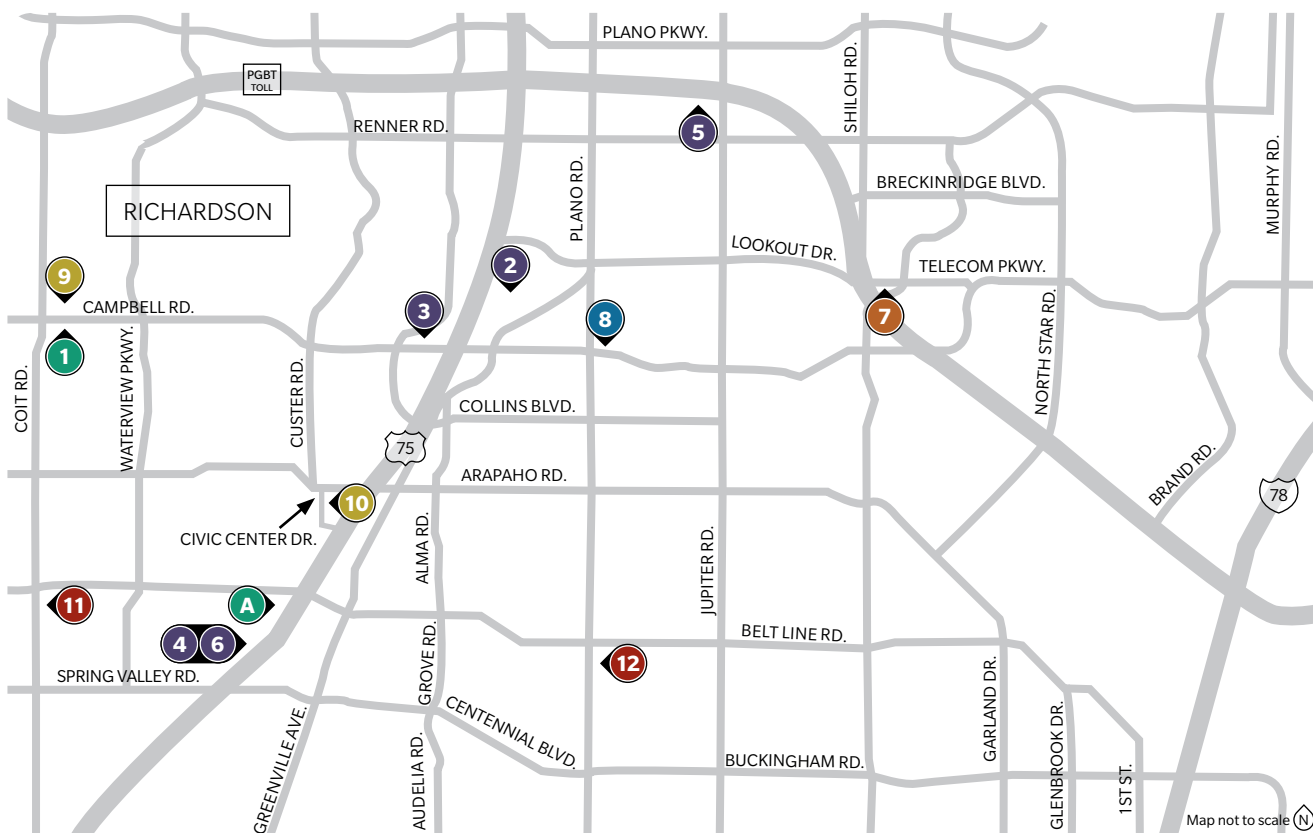 PLANO PKWY.
PGBT
TOLL
SHILOH RD.
RENNER RD.
5
MURPHY RD.
BRECKINRIDGE BLVD.
RICHARDSON
PLANO RD.
LOOKOUT DR.
2
TELECOM PKWY.
9
CAMPBELL RD.
3
8
7
1
NORTH STAR RD.
COIT RD.
WATERVIEW PKWY.
CUSTER RD.
COLLINS BLVD.
75
ARAPAHO RD.
BRAND RD.
78
10
CIVIC CENTER DR.
ALMA RD.
JUPITER RD.
11
A
4
6
BELT LINE RD.
12
SPRING VALLEY RD.
GROVE RD.
GARLAND DR.
CENTENNIAL BLVD.
GREENVILLE AVE.
AUDELIA RD.
BUCKINGHAM RD.
GLENBROOK DR.
1ST ST.
Map not to scale
N